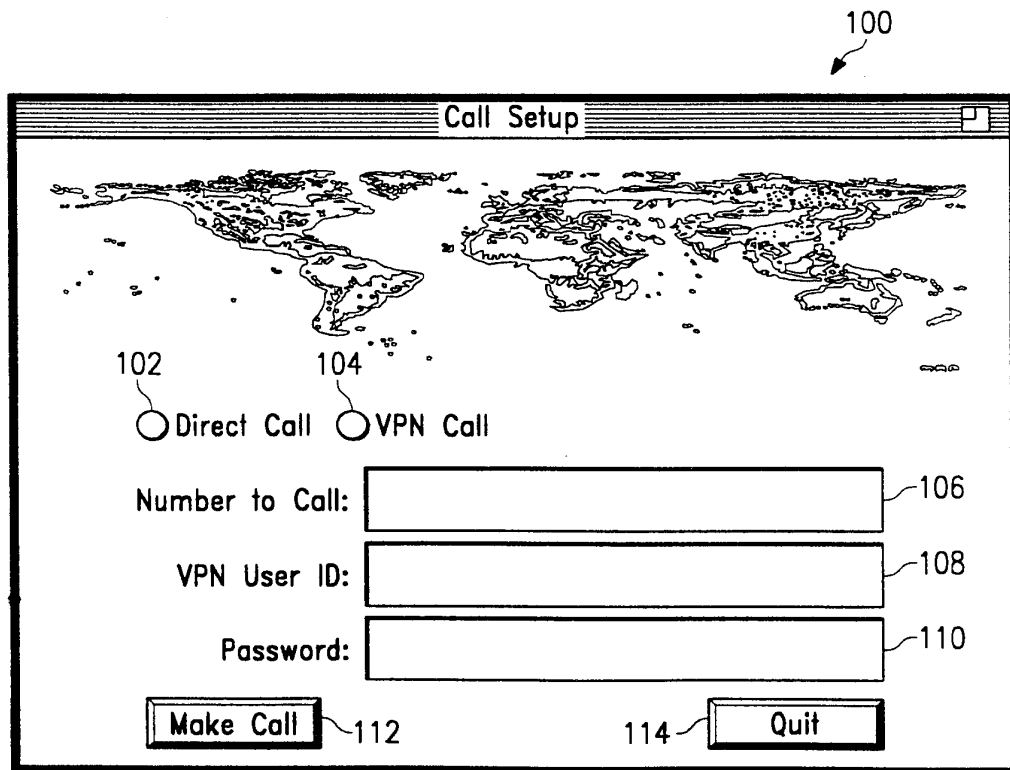 100
Call Setup
102 104
Direct Call VPN Call
Number to Call: 106
VPN User ID: 108
Password: 110
Make Call 112 114 Quit